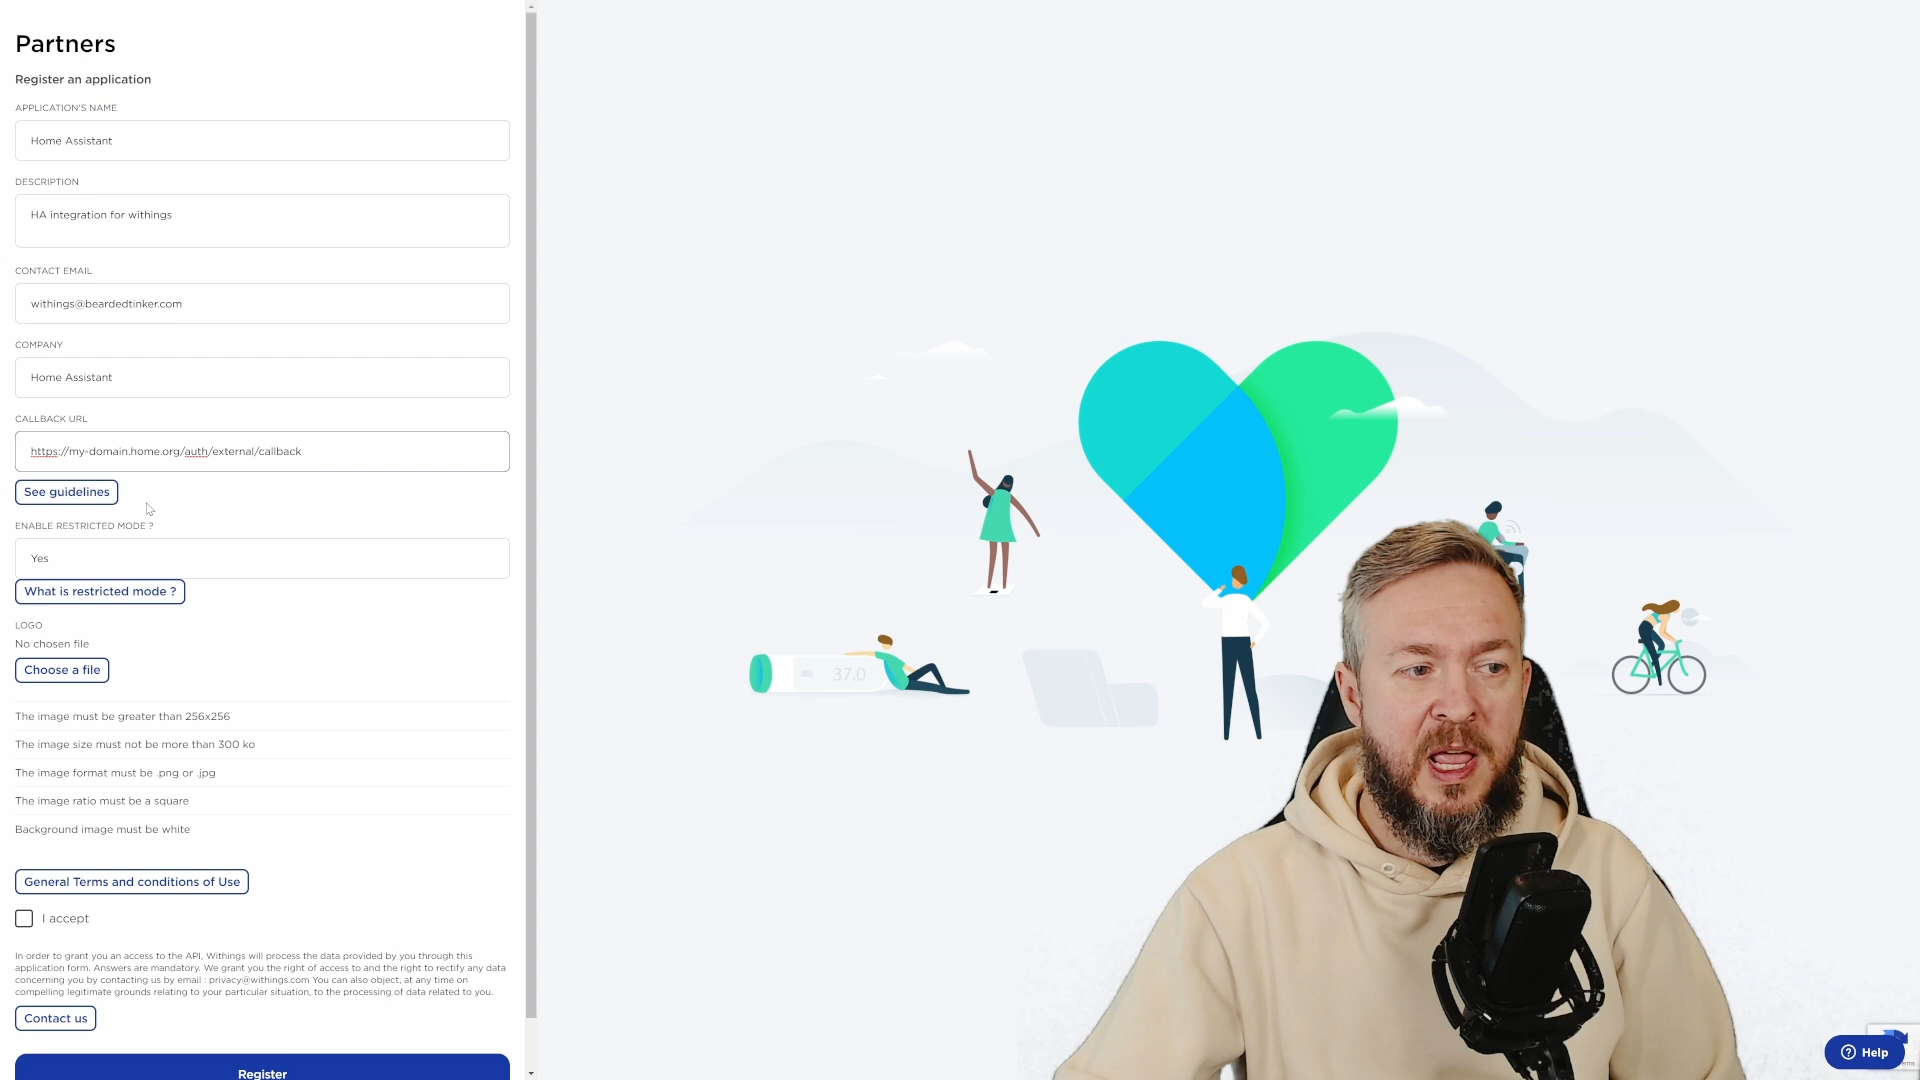 Partners
Register an application
APPLICATION'S NAME
Home Assistant
DESCRIPTION
HA integration for withings
CONTACT EMAIL
withings@beardedtinker.com
COMPANY
Home Assistant
CALLBACK URL
https://my-domain.home.org/auth/external/callback
See guidelines
ENABLE RESTRICTED MODE ?
Yes
What is restricted mode ?
LOGO
No chosen file
Choose a file
The image must be greater than 256x256
The image size must not be more than 300 ko
The image format must be .png or .jpg
The image ratio must be a square
Background image must be white
General Terms and conditions of Use
I accept
In order to grant you an access to the API, Withings will process the data provided by you through this
application form. Answers are mandatory. We grant you the right of access to and the right to rectify any data
concerning you by contacting us by email : privacy@withings.com You can also object, at any time on
compelling legitimate grounds relating to your particular situation, to the processing of data related to you.
Contact us
Register
37.0
Help